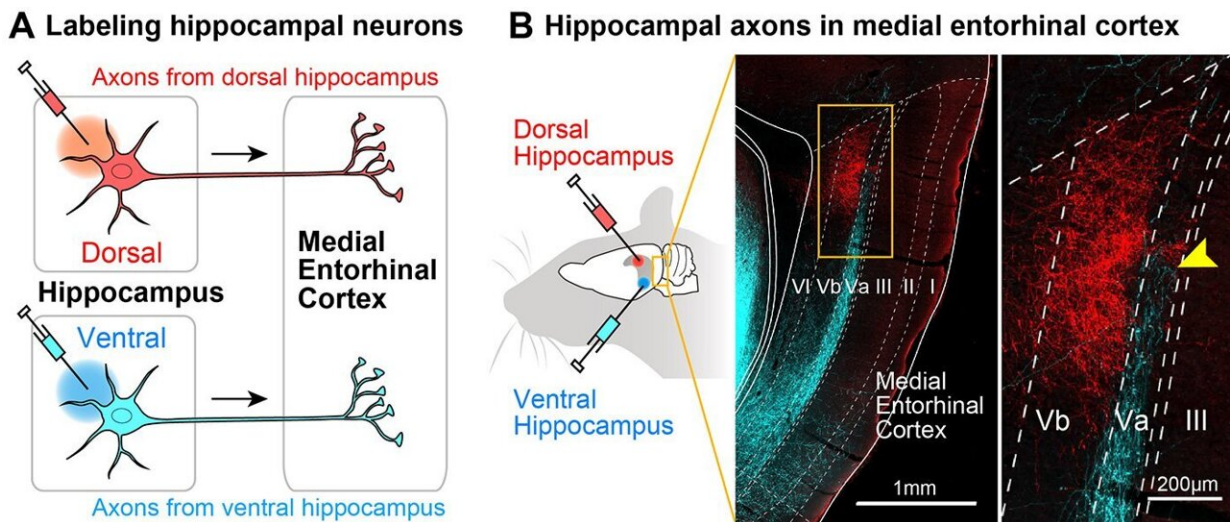 A Labeling hippocampal neurons
Axons from dorsal hippocampus
Dorsal
Hippocampus
Medial
Entorhinal
Cortex
Ventral
Axons from ventral hippocampus
B Hippocampal axons in medial entorhinal cortex
Dorsal
Hippocampus
Ventral
Hippocampus
VI Vb Va III II I
Medial
Entorhinal
Cortex
1mm
Vb Va III
200μm